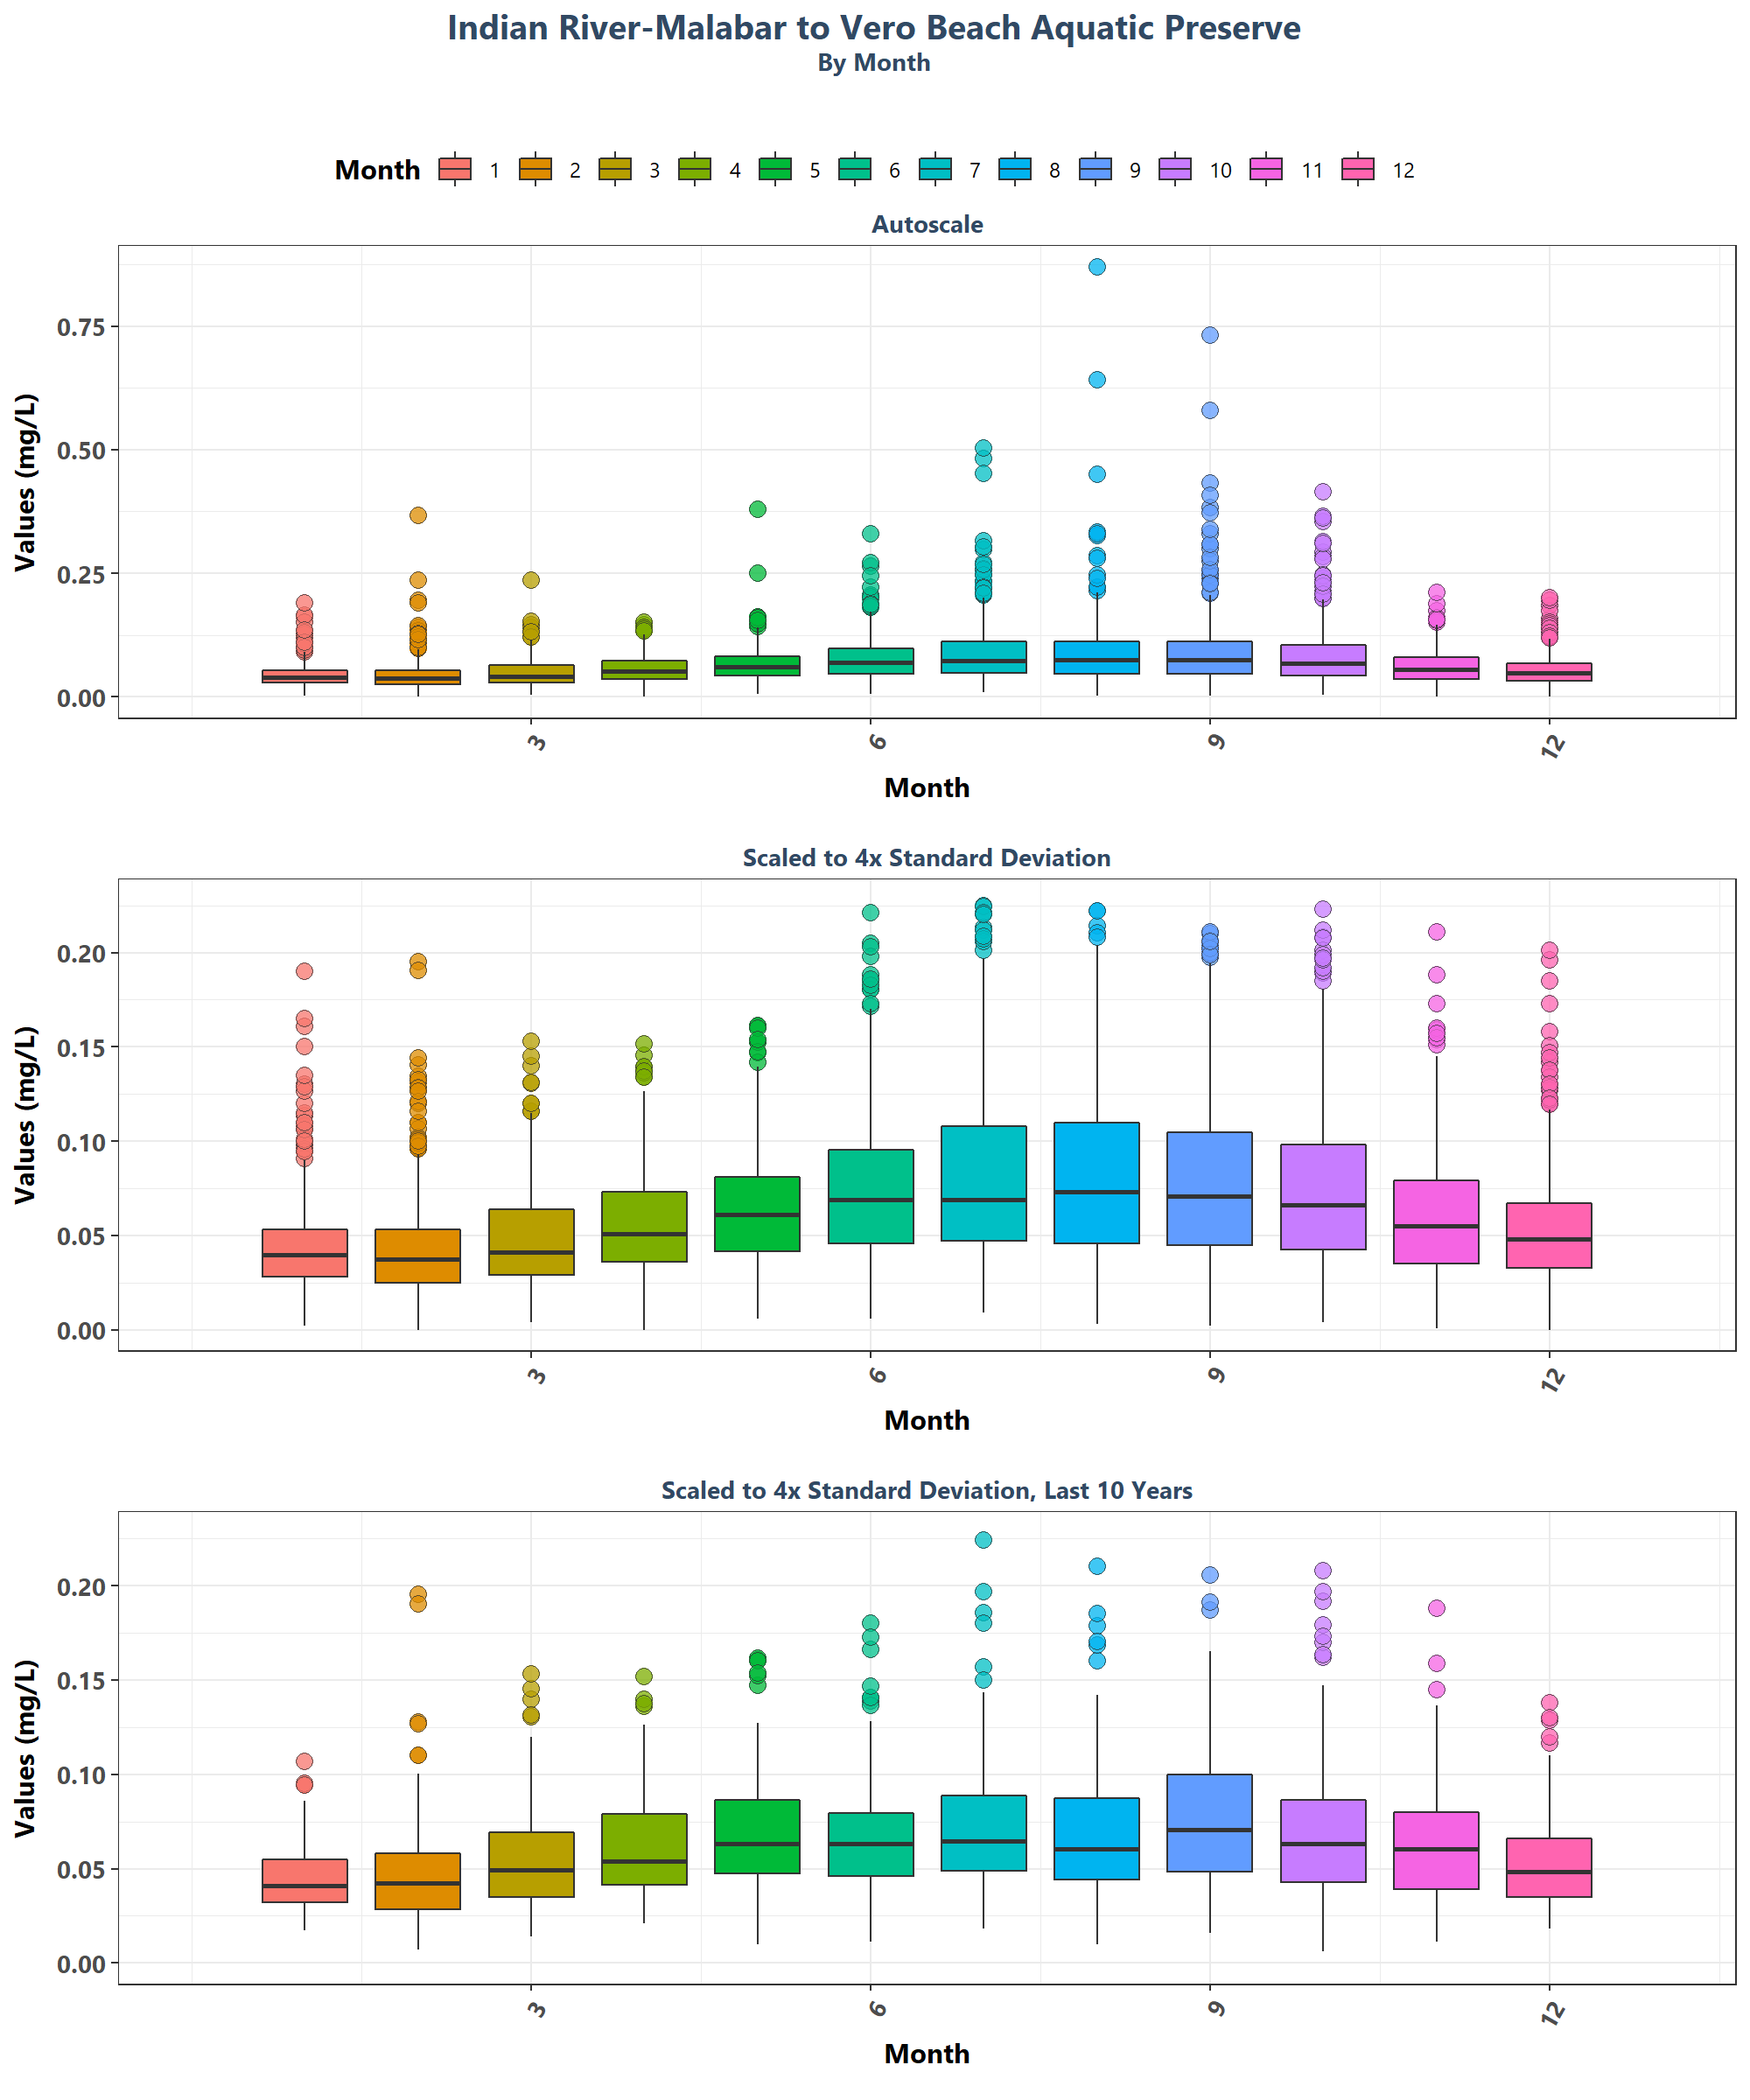 Indian River-Malabar to Vero Beach Aquatic Preserve
By Month
Month 1 2 3 4 5 6 7 8 9 10 11 12
Autoscale
Values (mg/L)
0.75
0.50
0.25
0.00
3 6 9 12
Month
Scaled to 4x Standard Deviation
Values (mg/L)
0.20
0.15
0.10
0.05
0.00
3 6 9 12
Month
Scaled to 4x Standard Deviation, Last 10 Years
Values (mg/L)
0.20
0.15
0.10
0.05
0.00
3 6 9 12
Month